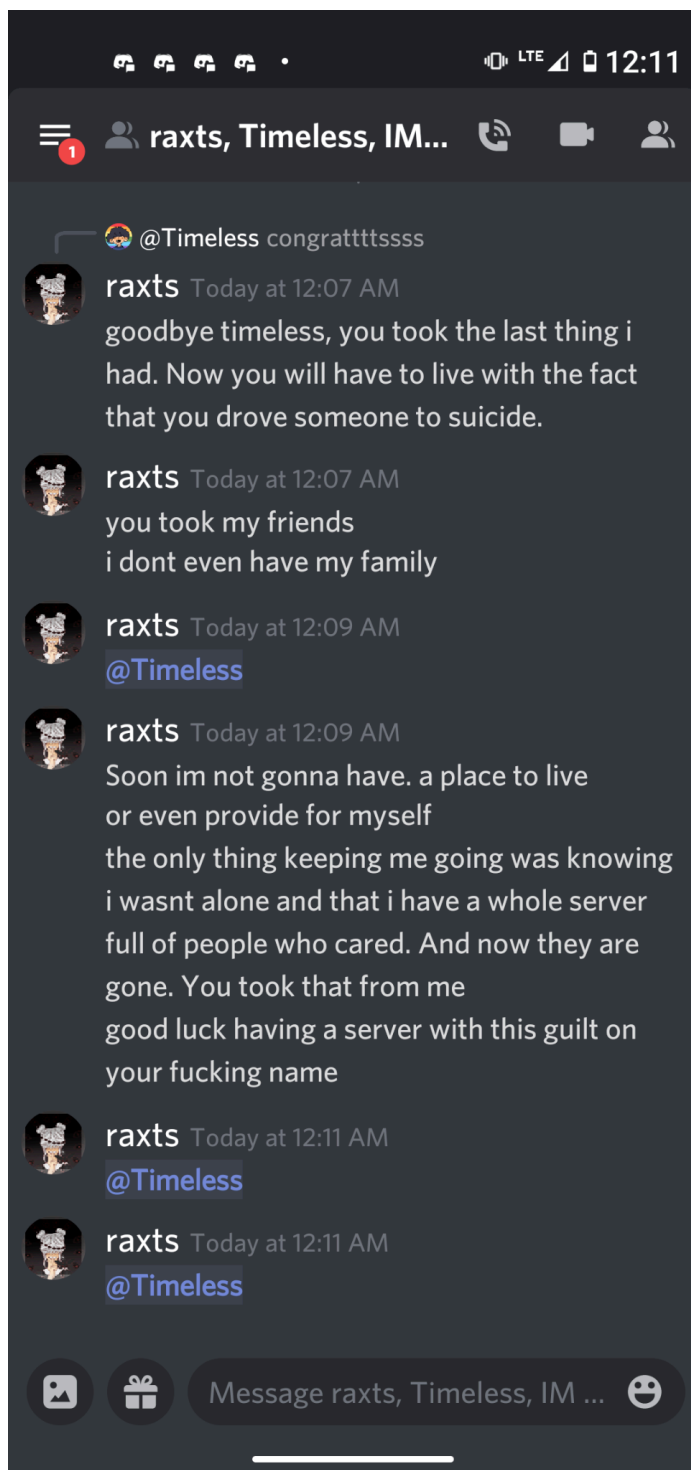 LTE 12:11
1
raxts, Timeless, IM...
@Timeless congrattttssss
raxts Today at 12:07 AM
goodbye timeless, you took the last thing i
had. Now you will have to live with the fact
that you drove someone to suicide.
raxts Today at 12:07 AM
you took my friends
i dont even have my family
raxts Today at 12:09 AM
@Timeless
raxts Today at 12:09 AM
Soon im not gonna have. a place to live
or even provide for myself
the only thing keeping me going was knowing
i wasnt alone and that i have a whole server
full of people who cared. And now they are
gone. You took that from me
good luck having a server with this guilt on
your fucking name
raxts Today at 12:11 AM
@Timeless
raxts Today at 12:11 AM
@Timeless
Message raxts, Timeless, IM ...